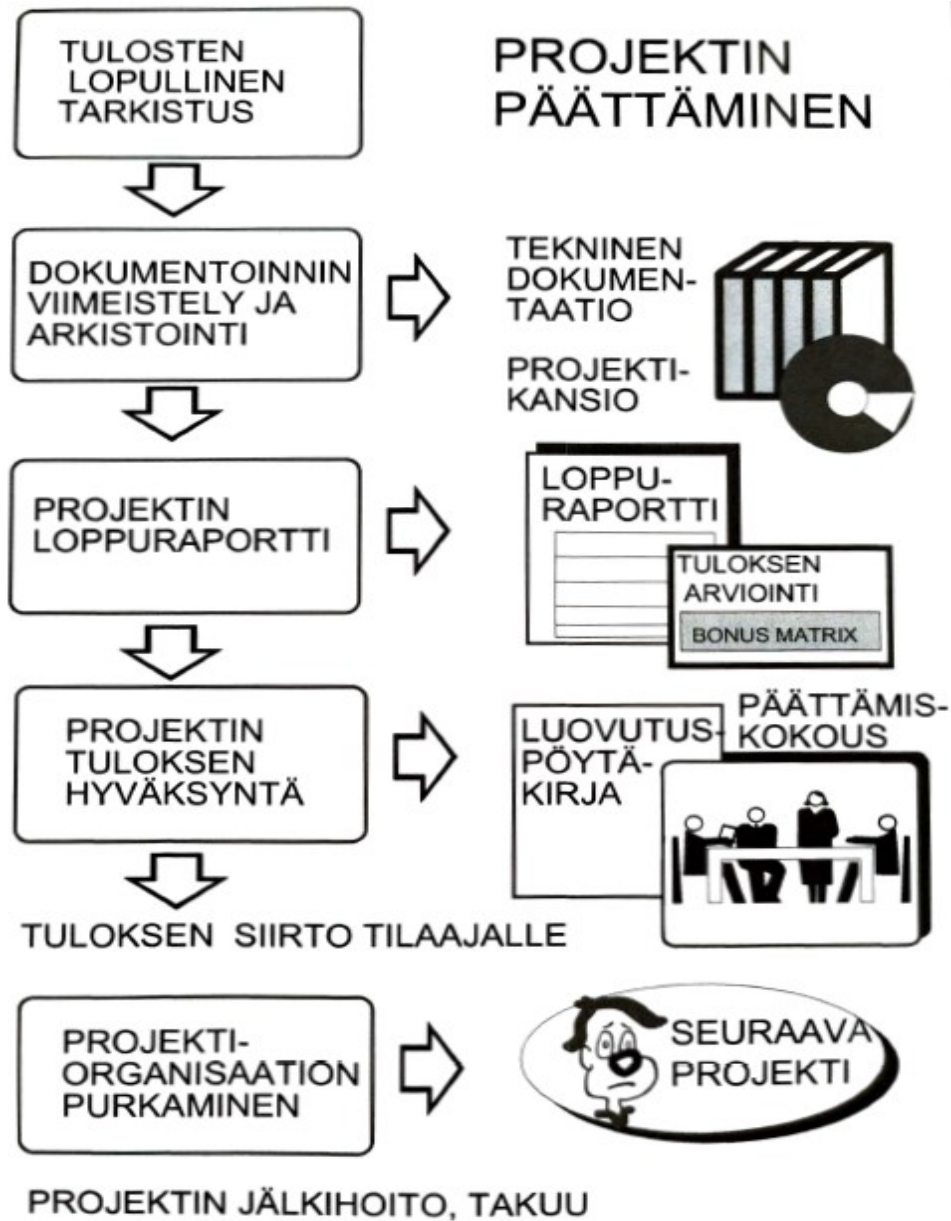 PROJEKTIN
PÄÄTTÄMINEN
TULOSTEN
LOPULLINEN
TARKISTUS
DOKUMENTOINNIN
VIIMEISTELY JA
ARKISTOINTI
TEKNINEN
DOKUMEN-
TAATIO
PROJEKTI-
KANSIO
PROJEKTIN
LOPPURAPORTTI
LOPPU-
RAPORTTI
TULOKSEN
ARVIOINTI
BONUS MATRIX
PROJEKTIN
TULOKSEN
HYVÄKSYNTÄ
LUOVUTUS-
PÖYTÄ-
KIRJA
PÄÄTTÄMIS-
KOKOUS
TULOKSEN SIIRTO TILAAJALLE
PROJEKTI-
ORGANISAATION
PURKAMINEN
SEURAAVA
PROJEKTI
PROJEKTIN JÄLKIHOITO, TAKUU